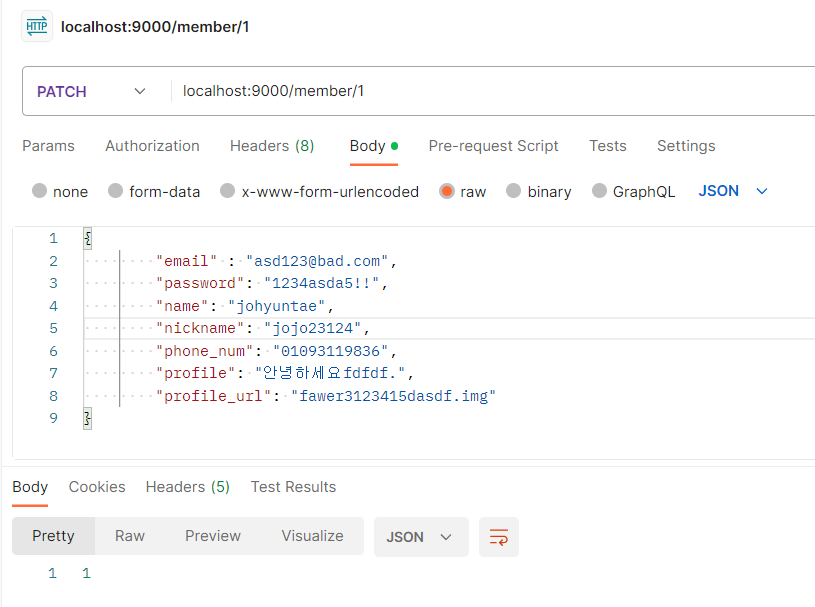 HTTP localhost:9000/member/1
PATCH localhost:9000/member/1
Params Authorization Headers (8) Body Pre-request Script Tests Settings
none form-data x-www-form-urlencoded raw binary GraphQL JSON
1 {
2 "email" : "asd123@bad.com",
3 "password": "1234asda5!!",
4 "name": "johyuntae",
5 "nickname": "jojo23124",
6 "phone_num": "01093119836",
7 "profile": "안녕하세요fdfdf.",
8 "profile_url": "fawer3123415dasdf.img"
9 }
Body Cookies Headers (5) Test Results
Pretty Raw Preview Visualize JSON
1 1